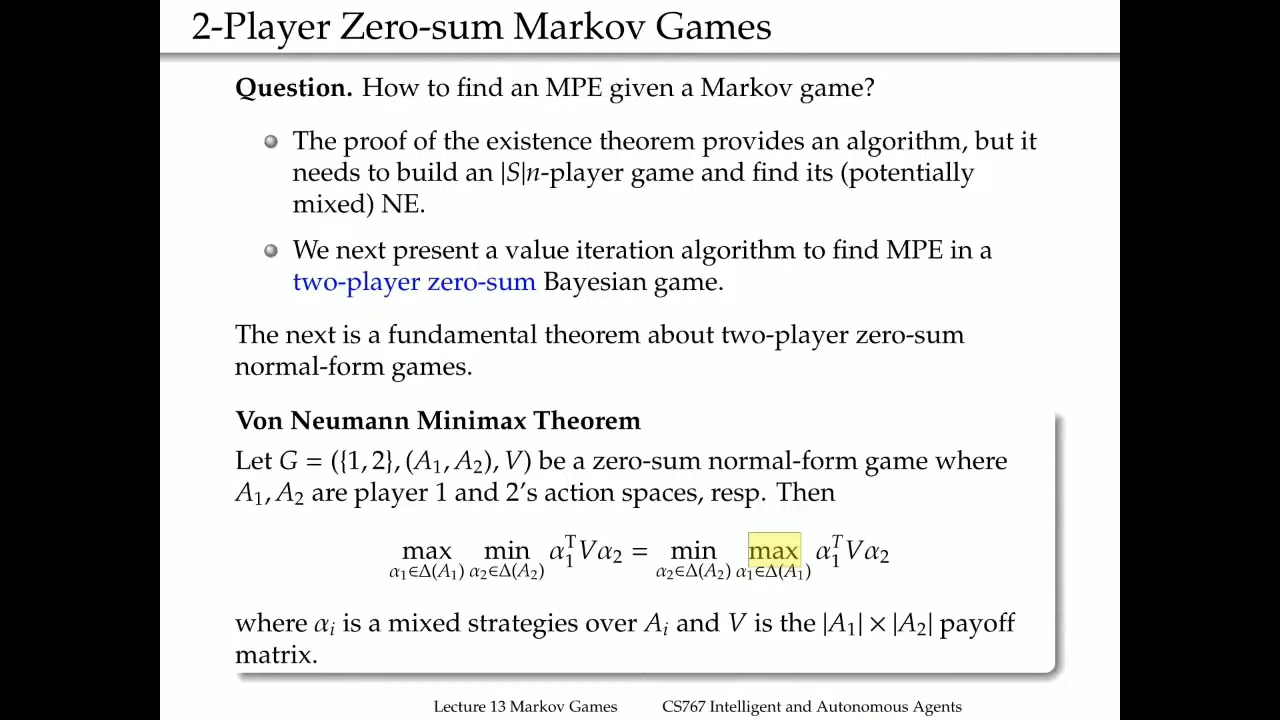 2-Player Zero-sum Markov Games
Question. How to find an MPE given a Markov game?
The proof of the existence theorem provides an algorithm, but it
needs to build an |S|n-player game and find its (potentially
mixed) NE.
We next present a value iteration algorithm to find MPE in a
two-player zero-sum Bayesian game.
The next is a fundamental theorem about two-player zero-sum
normal-form games.
Von Neumann Minimax Theorem
Let G = ({1, 2}, (A₁, A₂), V) be a zero-sum normal-form game where
A₁, A₂ are player 1 and 2's action spaces, resp. Then
max_{α₁∈Δ(A₁)} min_{α₂∈Δ(A₂)} α₁ᵀVα₂ = min_{α₂∈Δ(A₂)} max_{α₁∈Δ(A₁)} α₁ᵀVα₂
where αᵢ is a mixed strategies over Aᵢ and V is the |A₁| × |A₂| payoff
matrix.
Lecture 13 Markov Games CS767 Intelligent and Autonomous Agents